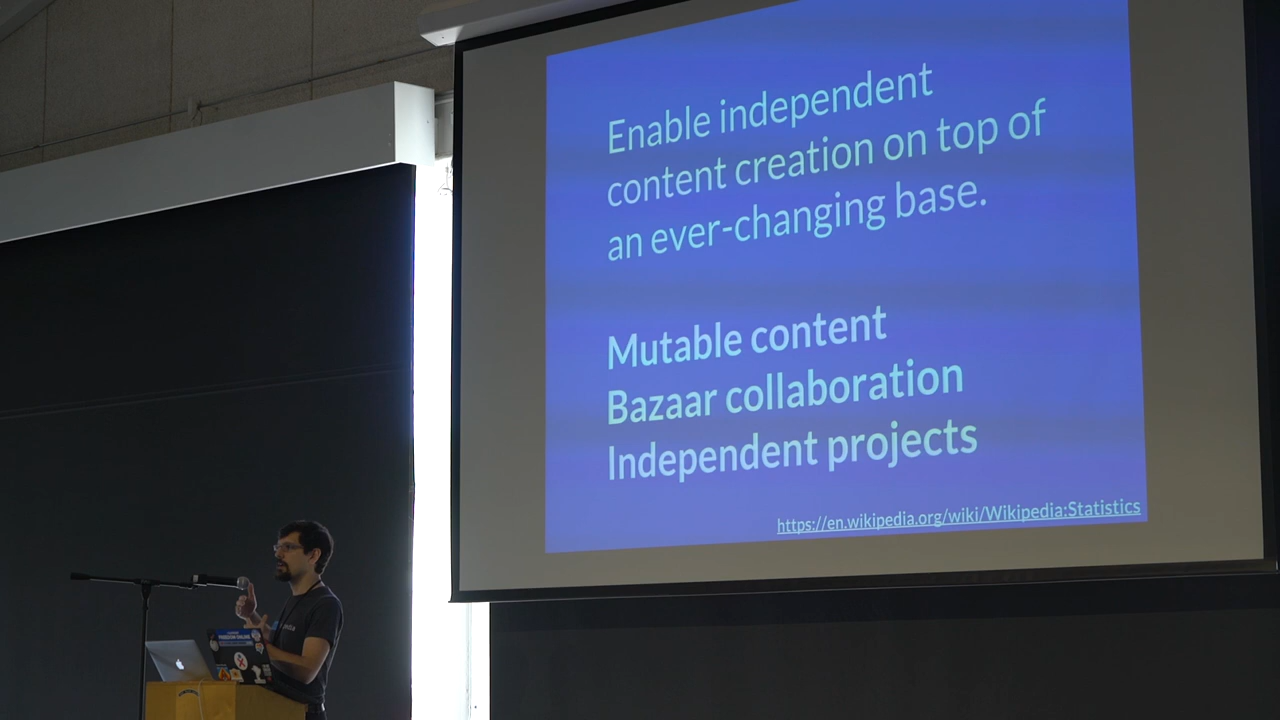 Enable independent
content creation on top of
an ever-changing base.
Mutable content
Bazaar collaboration
Independent projects
https://en.wikipedia.org/wiki/Wikipedia:Statistics